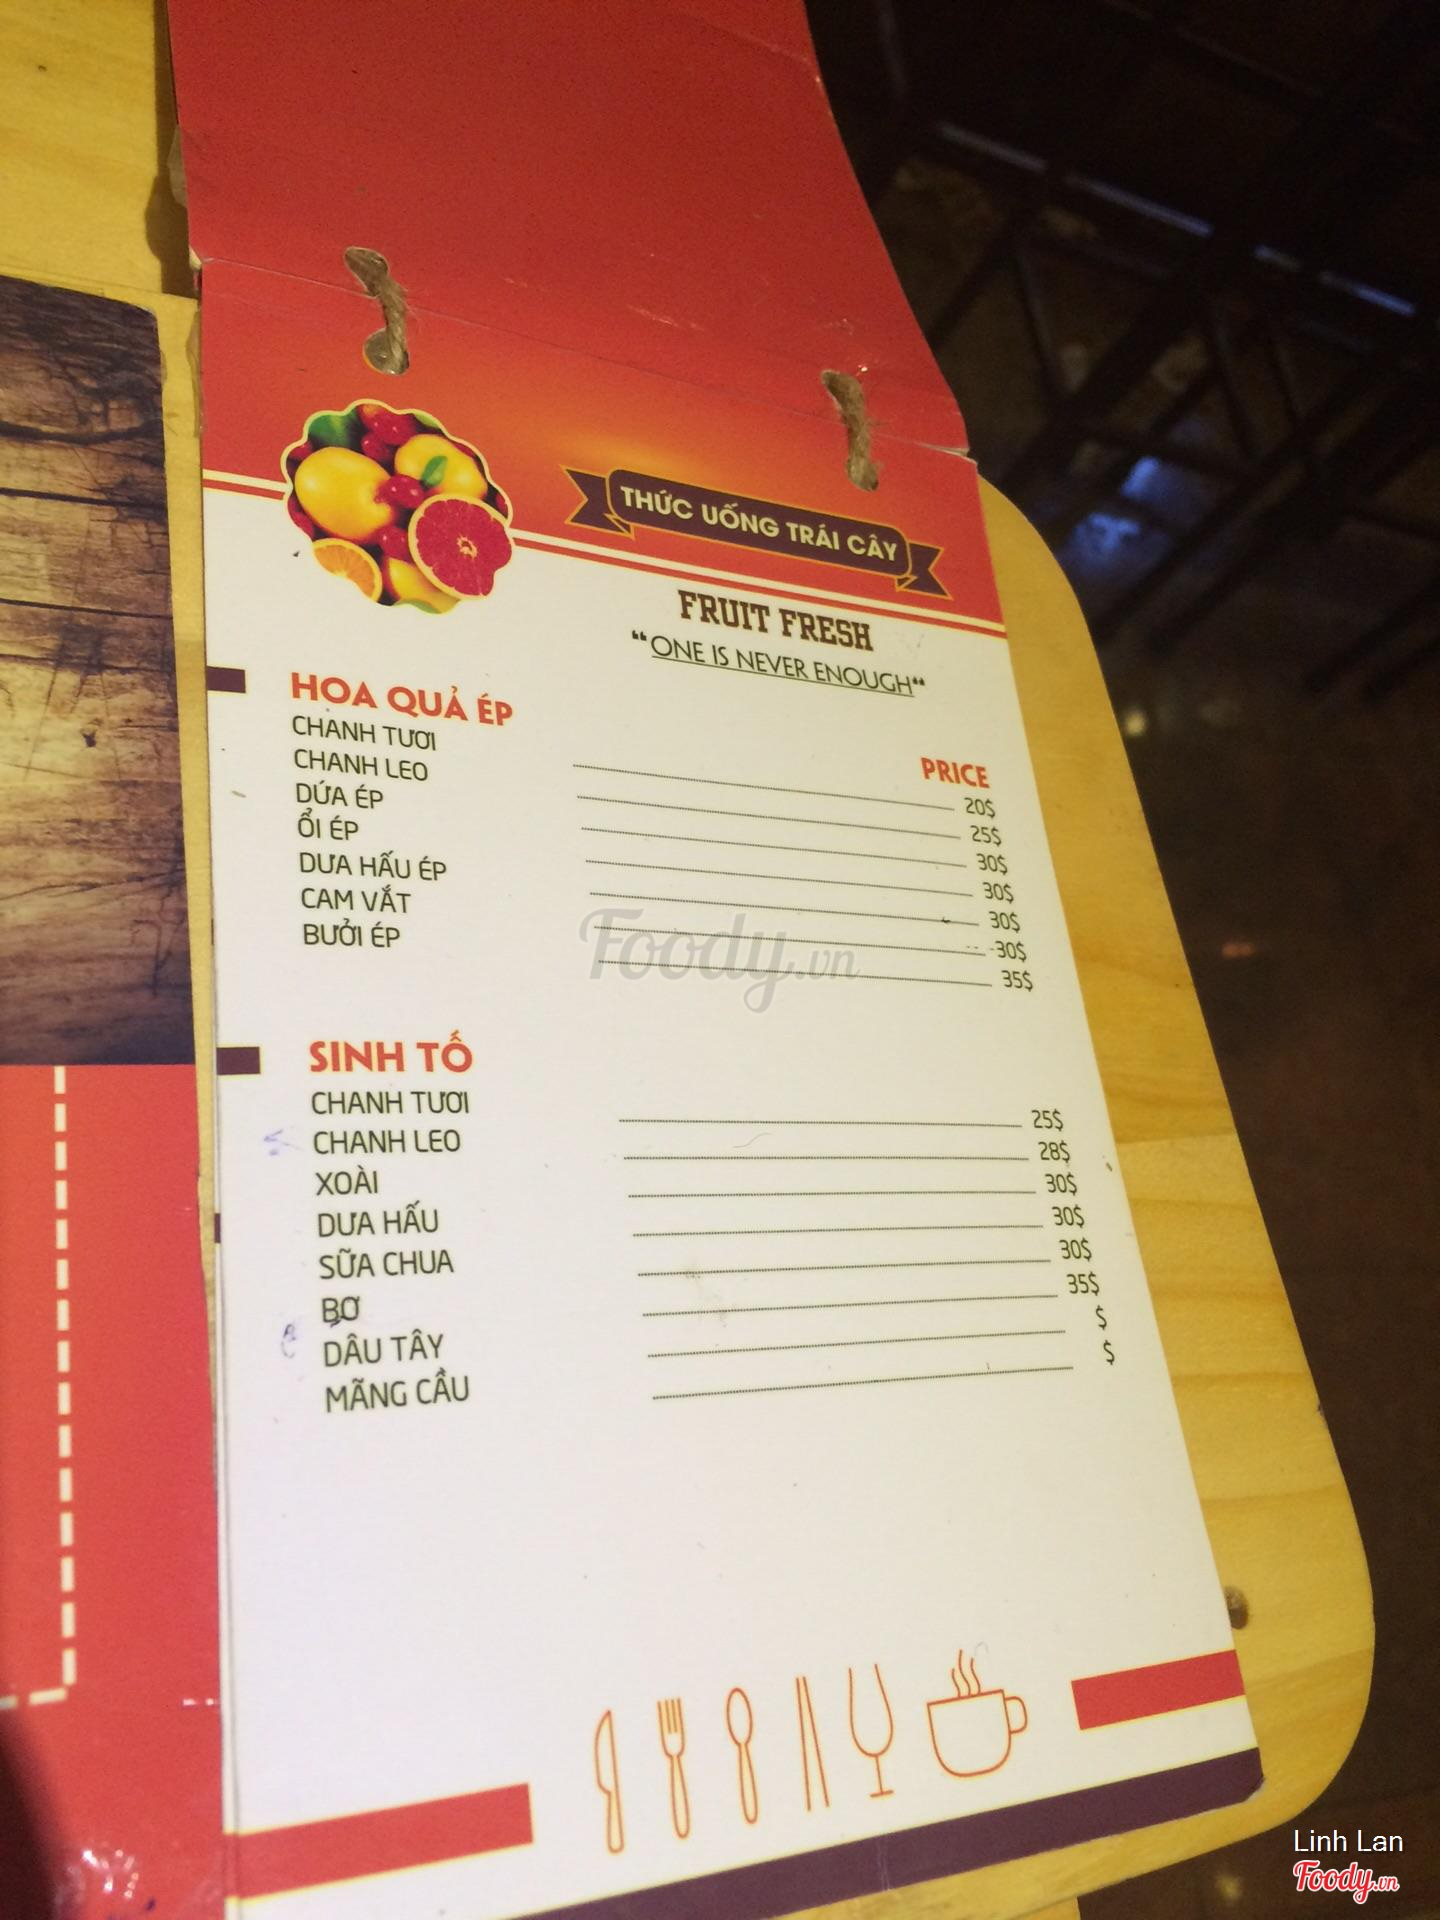 THỨC UỐNG TRÁI CÂY
FRUIT FRESH
“ONE IS NEVER ENOUGH“
HOA QUẢ ÉP PRICE
CHANH TƯƠI 20$
CHANH LEO 25$
DỨA ÉP 30$
ỔI ÉP 30$
DƯA HẤU ÉP 30$
CAM VẮT 30$
BƯỞI ÉP 35$
Foody.vn
SINH TỐ
CHANH TƯƠI 25$
CHANH LEO 28$
XOÀI 30$
DƯA HẤU 30$
SỮA CHUA 30$
BƠ 35$
DÂU TÂY $
MÃNG CẦU $
Linh Lan
Foody.vn